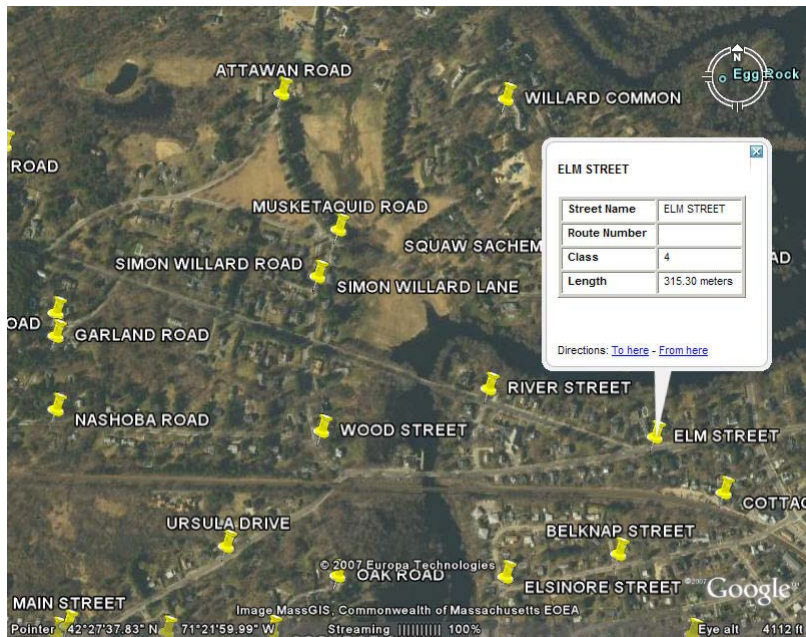 N
Egg Rock
ATTAWAN ROAD
WILLARD COMMON
ROAD
ELM STREET
Street Name ELM STREET
Route Number
Class 4
Length 315.30 meters
Directions: To here - From here
MUSKETAQUID ROAD
SQUAW SACHEM
AD
SIMON WILLARD ROAD
SIMON WILLARD LANE
OAD
GARLAND ROAD
RIVER STREET
NASHOBA ROAD
WOOD STREET
ELM STREET
COTTAG
URSULA DRIVE
BELKNAP STREET
© 2007 Europa Technologies
OAK ROAD
ELSINORE STREET
©2007 Google
MAIN STREET
Image MassGIS, Commonwealth of Massachusetts EOEA
Pointer 42°27'37.83" N 71°21'59.99" W Streaming |||||||||| 100% Eye alt 4112 ft